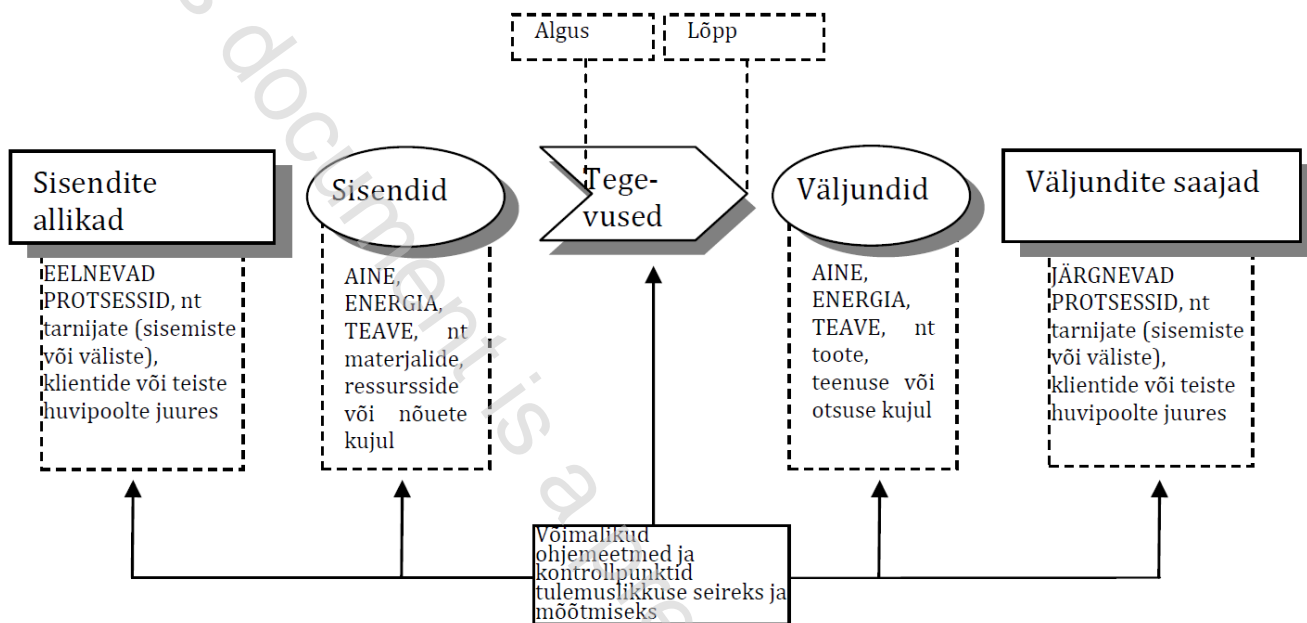 Algus
Lõpp
Sisendite
allikad
Sisendid
Tege-
vused
Väljundid
Väljundite saajad
EELNEVAD
PROTSESSID, nt
tarnijate (sisemiste
või väliste),
klientide või teiste
huvipoolte juures
AINE,
ENERGIA,
TEAVE, nt
materjalide,
ressursside
või nõuete
kujul
AINE,
ENERGIA,
TEAVE, nt
toote,
teenuse või
otsuse kujul
JÄRGNEVAD
PROTSESSID, nt
tarnijate (sisemiste
või väliste),
klientide või teiste
huvipoolte juures
Võimalikud
ohjemeetmed ja
kontrollpunktid
tulemuslikkuse seireks ja
mõõtmiseks
document is a